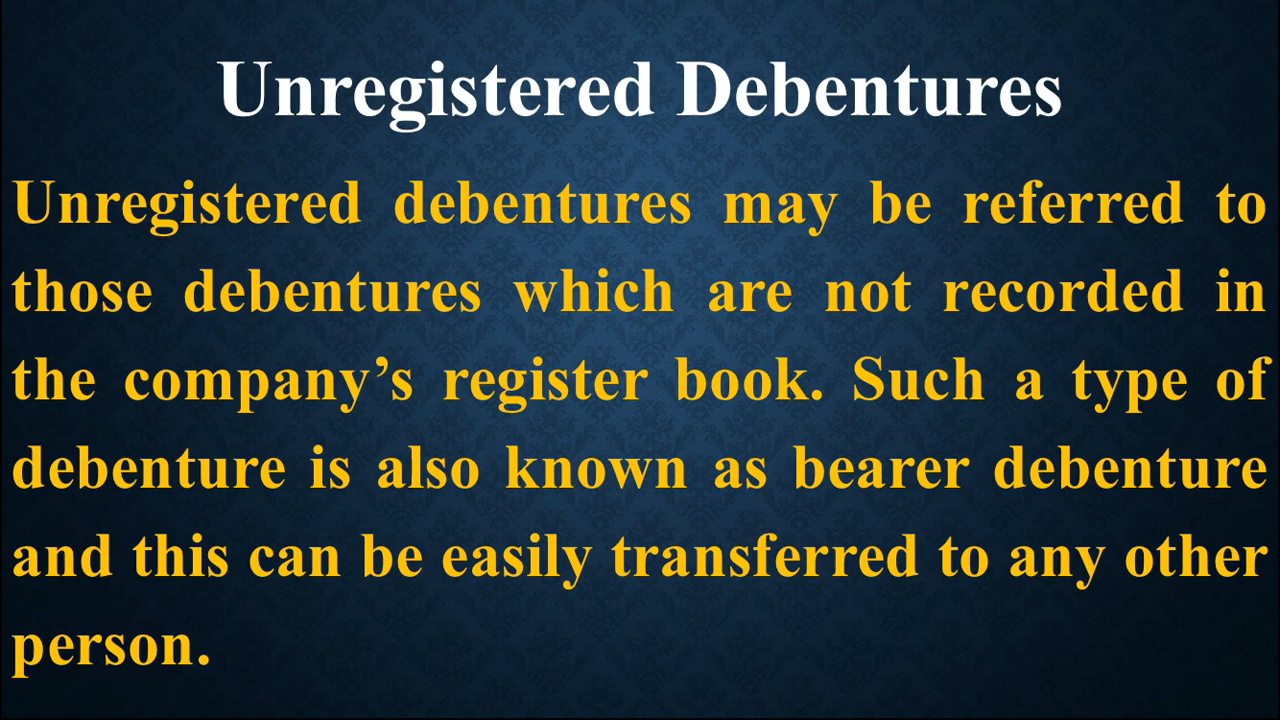 Unregistered Debentures
Unregistered debentures may be referred to
those debentures which are not recorded in
the company’s register book. Such a type of
debenture is also known as bearer debenture
and this can be easily transferred to any other
person.